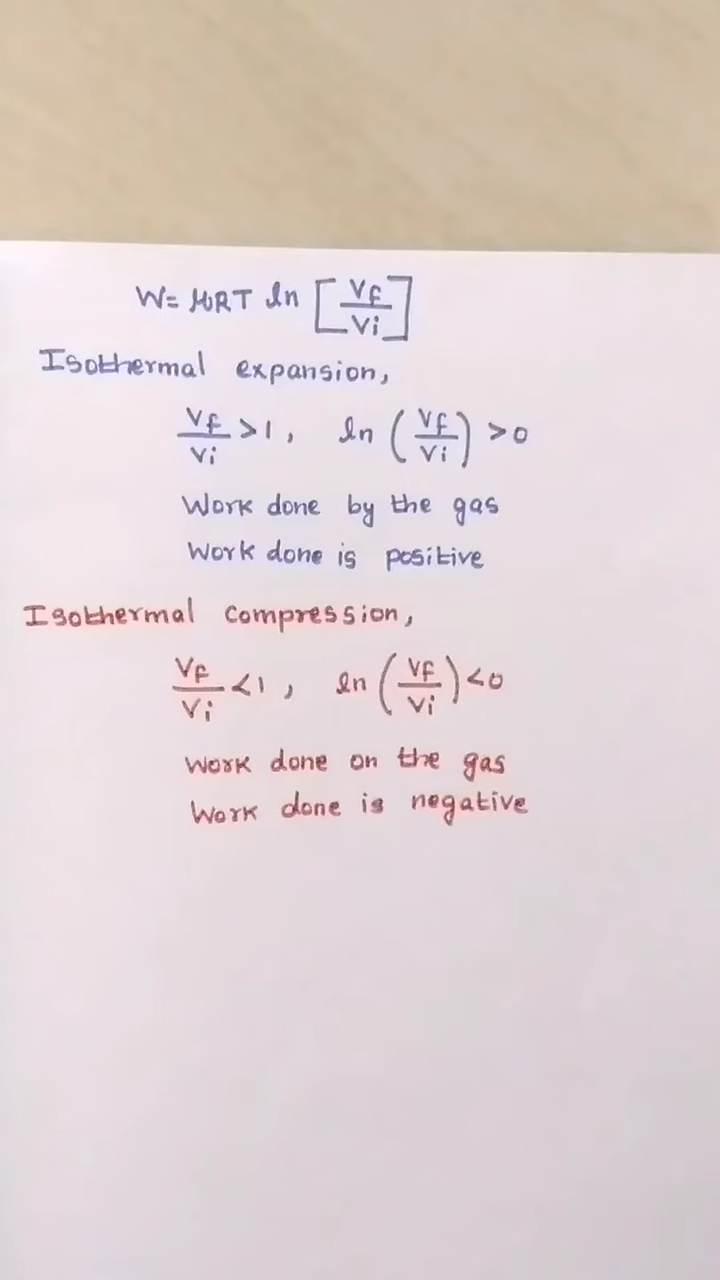 W= μRT ln [Vf/Vi]
Isothermal expansion,
Vf/Vi >1, ln (Vf/Vi) >0
Work done by the gas
Work done is positive
Isothermal compression,
Vf/Vi <1, ln (Vf/Vi) <0
Work done on the gas
Work done is negative